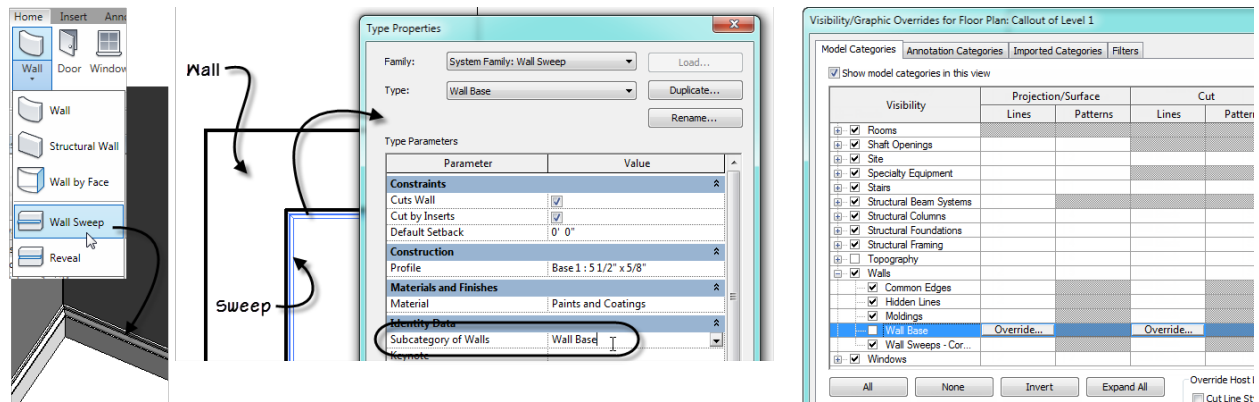 Home Insert
Wall Door Window
Wall
Structural Wall
Wall by Face
Wall Sweep
Reveal
Wall
Sweep
Type Properties
Family: System Family: Wall Sweep Load...
Type: Wall Base Duplicate...
Rename...
Type Parameters
Parameter Value
Constraints
Cuts Wall
Cut by Inserts
Default Setback 0' 0"
Construction
Profile Base 1 : 5 1/2" x 5/8"
Materials and Finishes
Material Paints and Coatings
Identity Data
Subcategory of Walls Wall Base
Keynote
Visibility/Graphic Overrides for Floor Plan: Callout of Level 1
Model Categories Annotation Categories Imported Categories Filters
Show model categories in this view
Visibility Projection/Surface Cut
Lines Patterns Lines Pattern
Rooms
Shaft Openings
Site
Specialty Equipment
Stairs
Structural Beam Systems
Structural Columns
Structural Foundations
Structural Framing
Topography
Walls
Common Edges
Hidden Lines
Moldings
Wall Base Override... Override...
Wall Sweeps - Cor...
Windows
All None Invert Expand All Override Host
Cut Line St